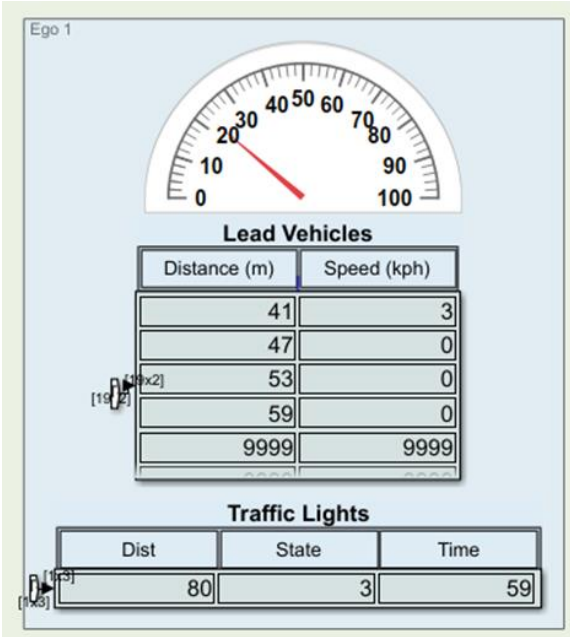 Ego 1
0 10 20 30 40 50 60 70 80 90 100
Lead Vehicles
Distance (m) Speed (kph)
41 3
47 0
[19x2] 53 0
59 0
9999 9999
Traffic Lights
Dist State Time
80 3 59
[1x3]